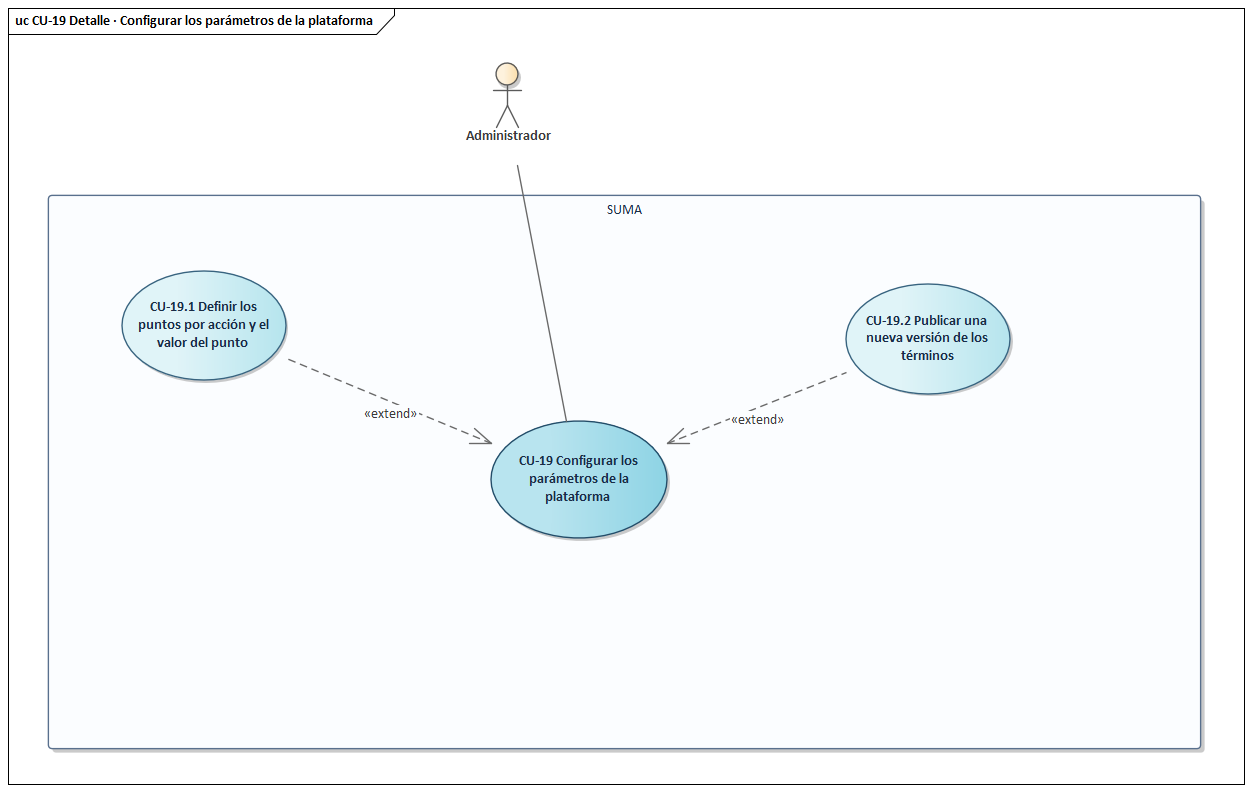 uc CU-19 Detalle · Configurar los parámetros de la plataforma
Administrador
SUMA
CU-19.1 Definir los
puntos por acción y el
valor del punto
CU-19.2 Publicar una
nueva versión de los
términos
«extend»
«extend»
CU-19 Configurar los
parámetros de la
plataforma